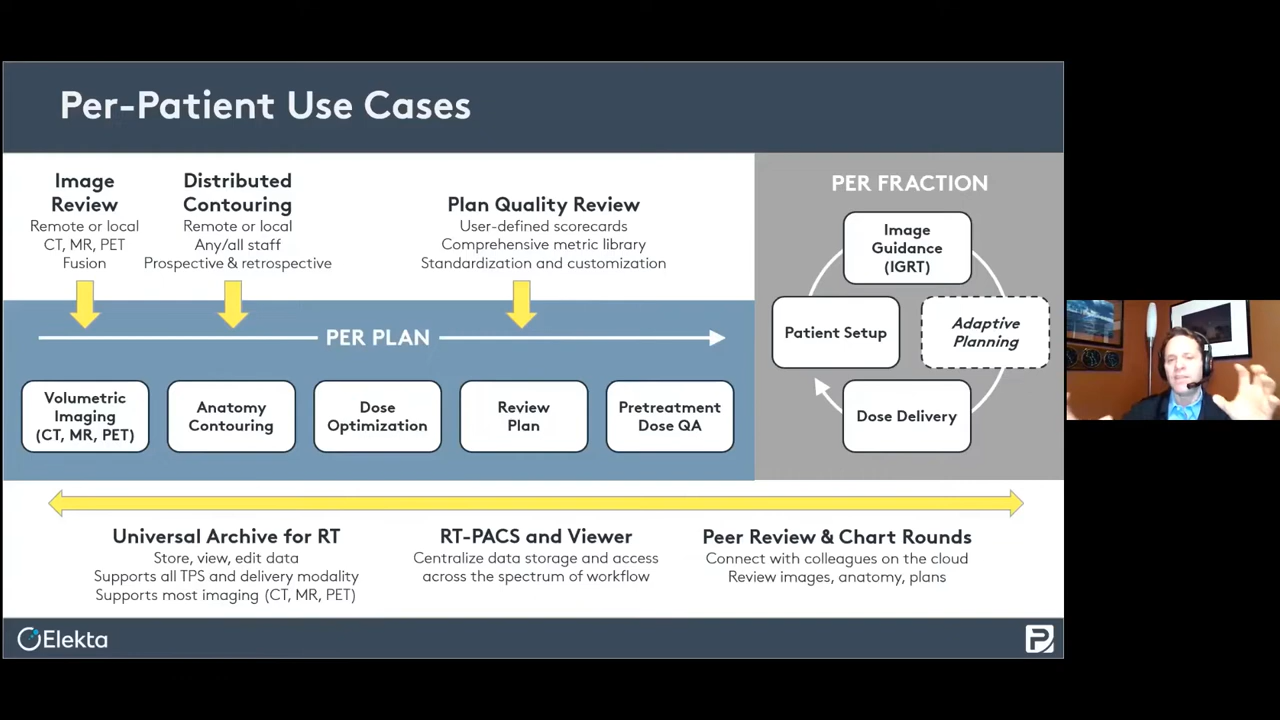 Per-Patient Use Cases
Image
Review
Remote or local
CT, MR, PET
Fusion
Distributed
Contouring
Remote or local
Any/all staff
Prospective & retrospective
Plan Quality Review
User-defined scorecards
Comprehensive metric library
Standardization and customization
PER PLAN
Volumetric
Imaging
(CT, MR, PET)
Anatomy
Contouring
Dose
Optimization
Review
Plan
Pretreatment
Dose QA
PER FRACTION
Image
Guidance
(IGRT)
Patient Setup
Adaptive
Planning
Dose Delivery
Universal Archive for RT
Store, view, edit data
Supports all TPS and delivery modality
Supports most imaging (CT, MR, PET)
RT-PACS and Viewer
Centralize data storage and access
across the spectrum of workflow
Peer Review & Chart Rounds
Connect with colleagues on the cloud
Review images, anatomy, plans
Elekta
P